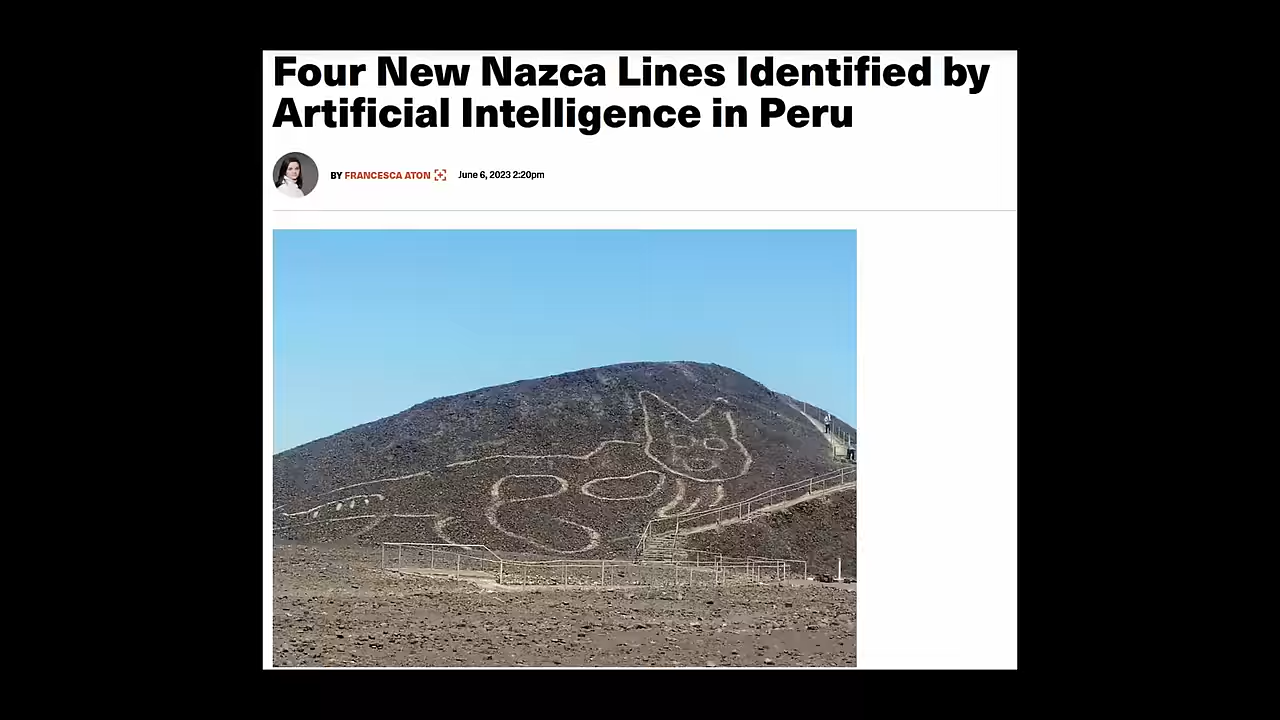 Four New Nazca Lines Identified by
Artificial Intelligence in Peru
BY FRANCESCA ATON June 6, 2023 2:20pm